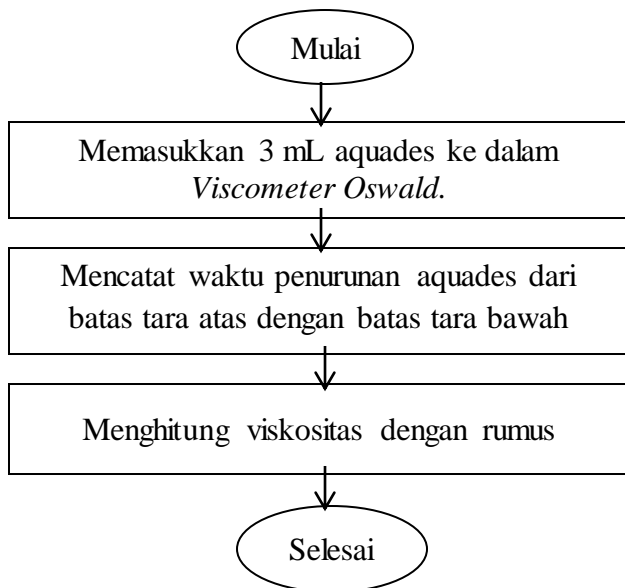 Mulai
Memasukkan 3 mL aquades ke dalam
Viscometer Oswald.
Mencatat waktu penurunan aquades dari
batas tara atas dengan batas tara bawah
Menghitung viskositas dengan rumus
Selesai